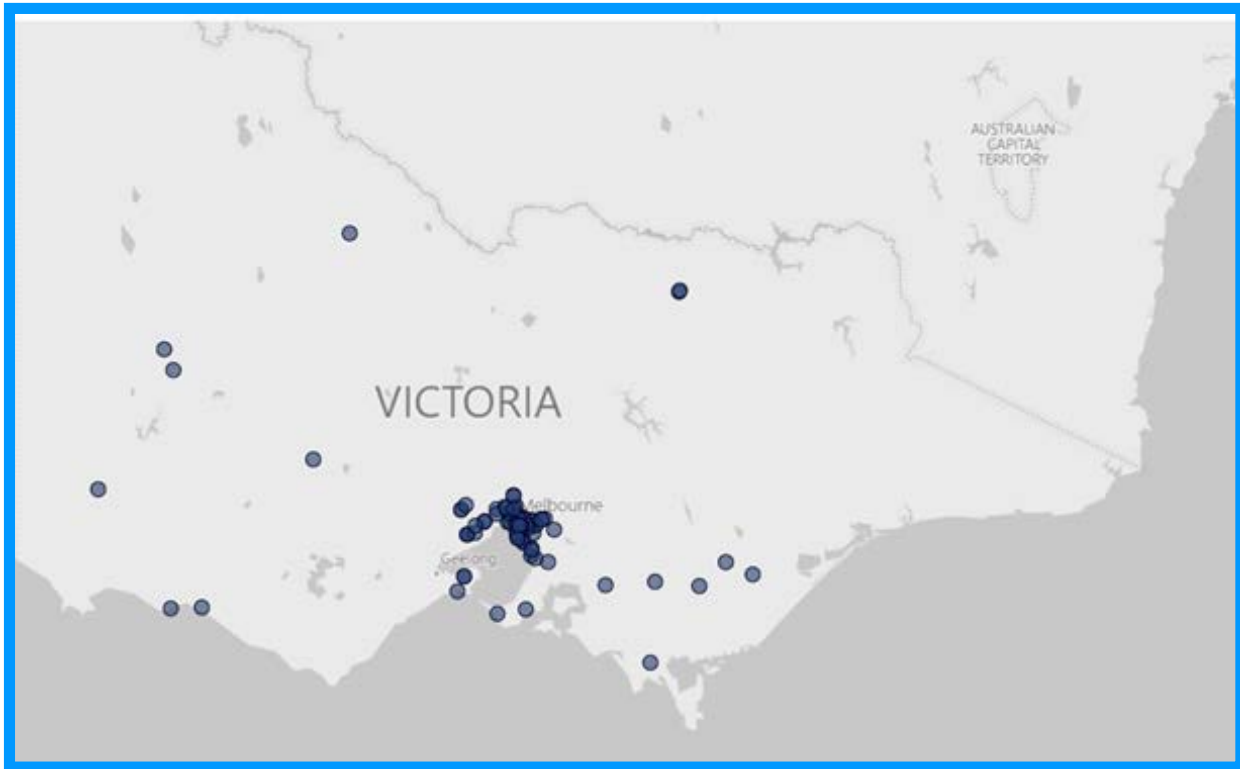 AUSTRALIAN
CAPITAL
TERRITORY
VICTORIA
Melbourne
Geelong